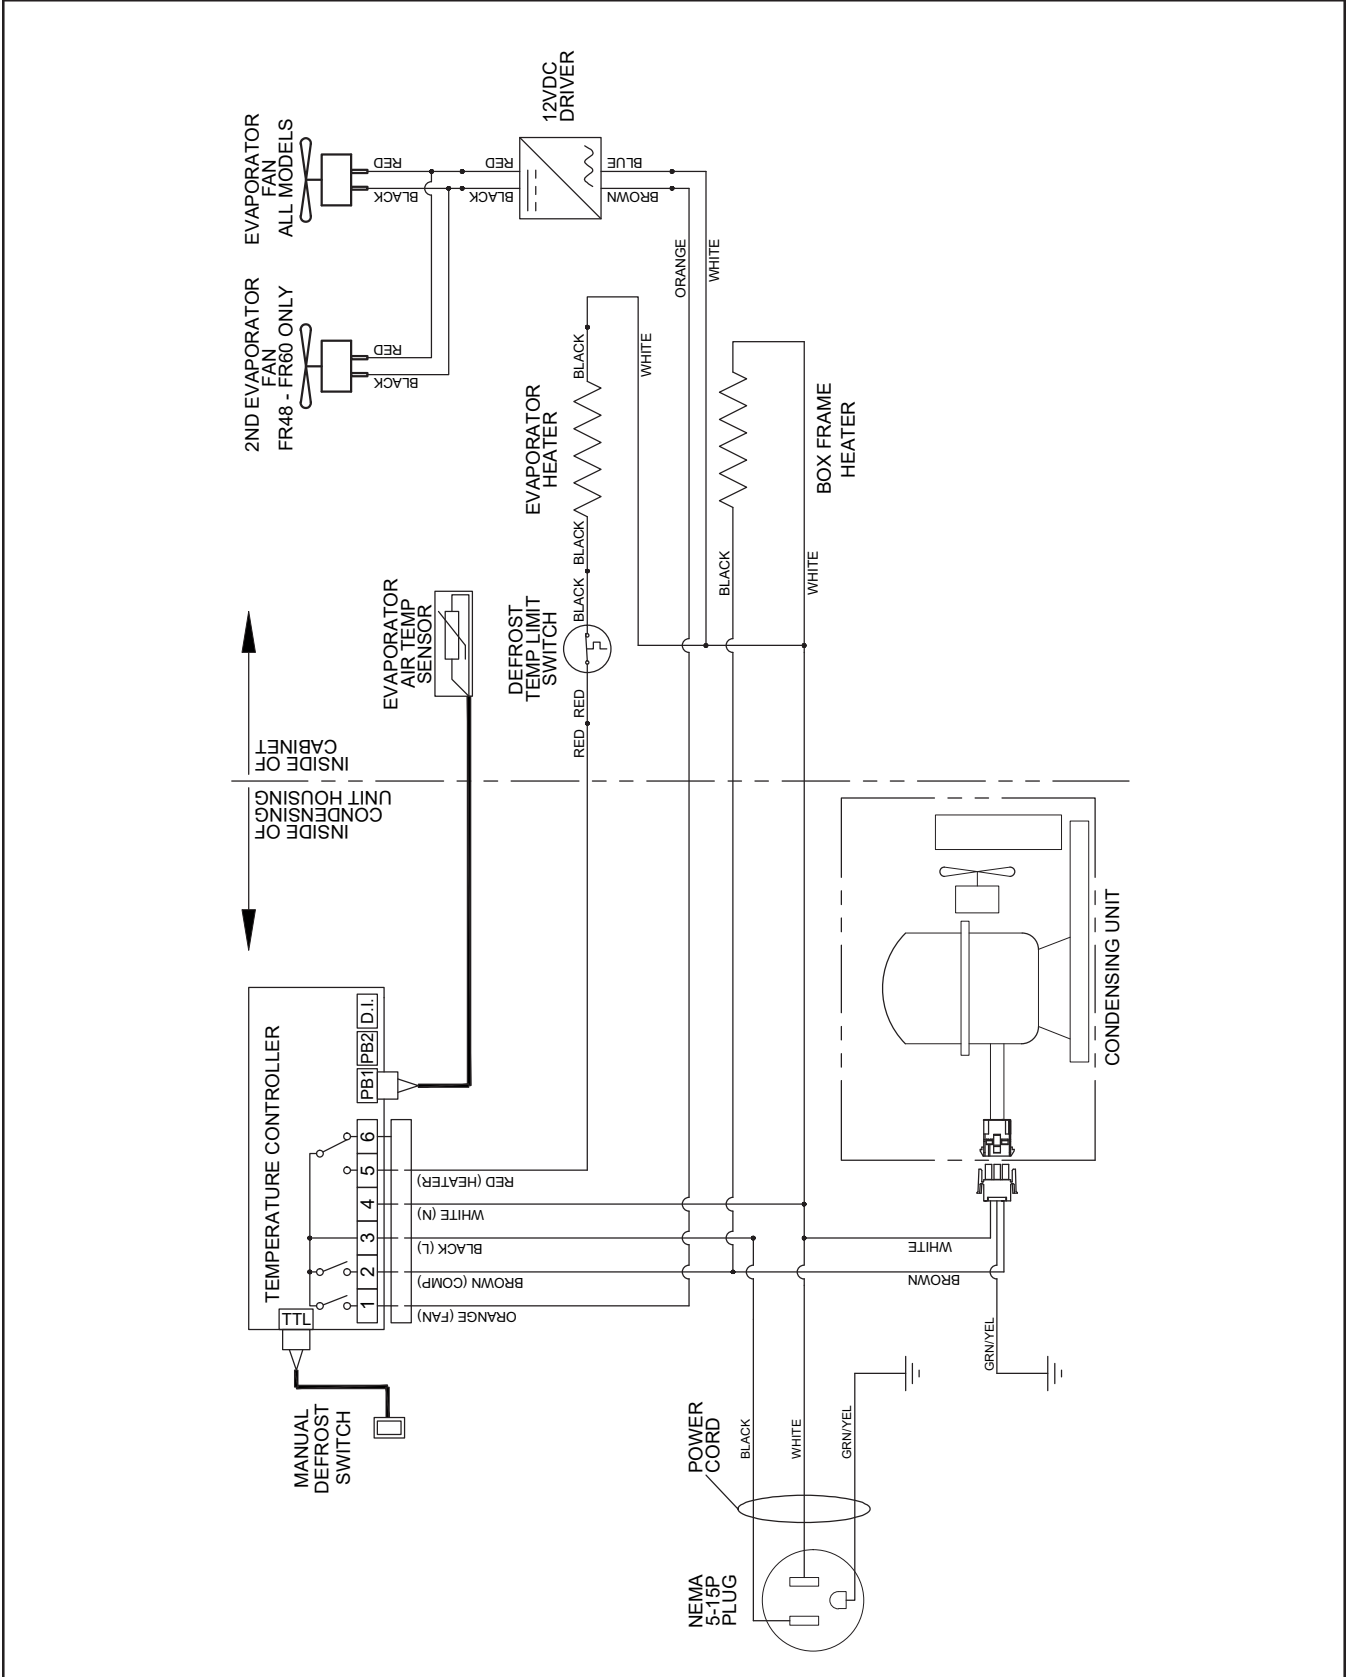 EVAPORATOR
FAN
ALL MODELS
2ND EVAPORATOR
FAN
FR48 - FR60 ONLY
12VDC
DRIVER
RED
BLACK
RED
BLACK
RED
BLACK
BLUE
BROWN
ORANGE
WHITE
EVAPORATOR
HEATER
BLACK
BLACK
BLACK
WHITE
BOX FRAME
HEATER
BLACK
WHITE
EVAPORATOR
AIR TEMP
SENSOR
DEFROST
TEMP LIMIT
SWITCH
RED
RED
INSIDE OF
CABINET
INSIDE OF
CONDENSING
UNIT HOUSING
TEMPERATURE CONTROLLER
TTL
1
2
3
4
5
6
PB1
PB2
D.I.
RED (HEATER)
WHITE (N)
BLACK (L)
BROWN (COMP)
ORANGE (FAN)
MANUAL
DEFROST
SWITCH
CONDENSING UNIT
WHITE
BROWN
GRN/YEL
POWER
CORD
BLACK
WHITE
GRN/YEL
NEMA
5-15P
PLUG